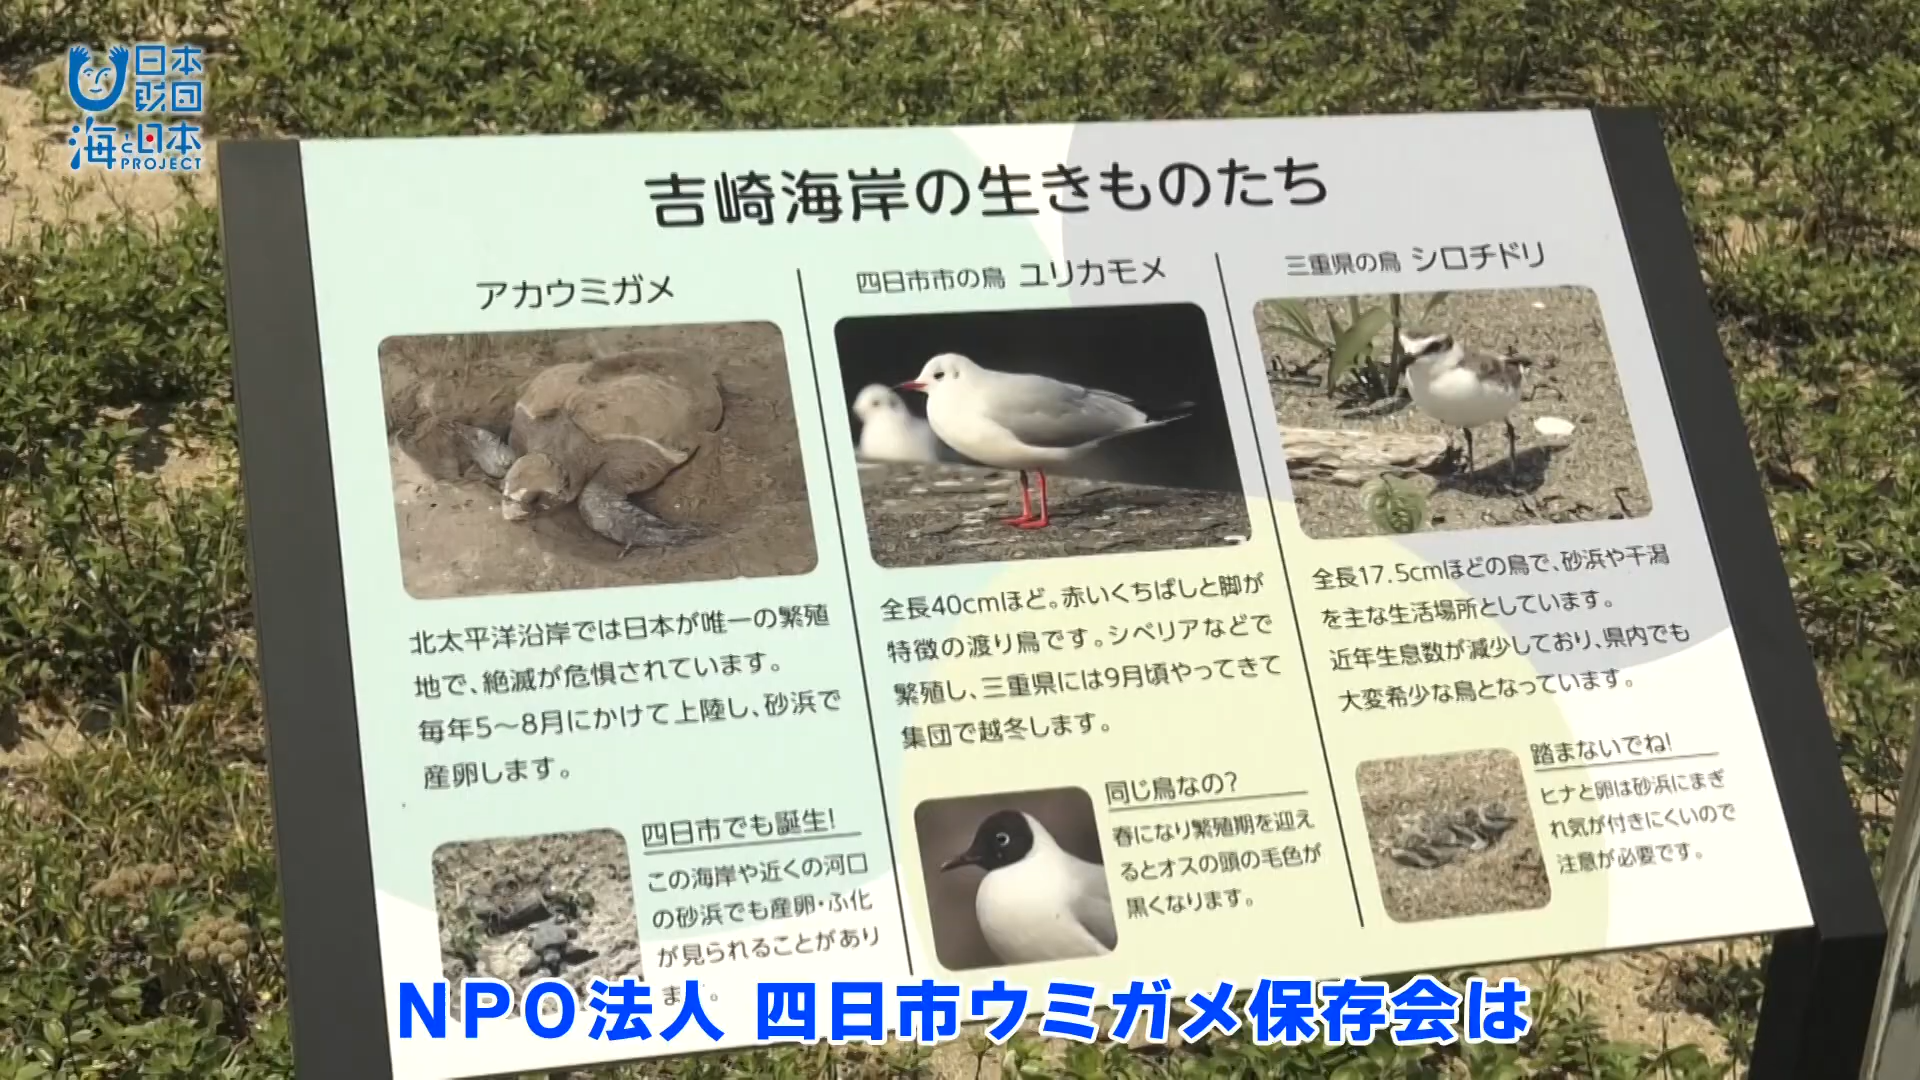 日本
財団
海と日本
PROJECT
吉崎海岸の生きものたち
アカウミガメ
北太平洋沿岸では日本が唯一の繁殖
地で、絶滅が危惧されています。
毎年5〜8月にかけて上陸し、砂浜で
産卵します。
四日市でも誕生!
この海岸や近くの河口
の砂浜でも産卵・ふ化
が見られることがあり
ま
四日市市の鳥 ユリカモメ
全長40cmほど。赤いくちばしと脚が
特徴の渡り鳥です。シベリアなどで
繁殖し、三重県には9月頃やってきて
集団で越冬します。
同じ鳥なの?
春になり繁殖期を迎え
るとオスの頭の毛色が
黒くなります。
三重県の鳥 シロチドリ
全長17.5cmほどの鳥で、砂浜や干潟
を主な生活場所としています。
近年生息数が減少しており、県内でも
大変希少な鳥となっています。
踏まないでね!
ヒナと卵は砂浜にまぎ
れ気が付きにくいので
注意が必要です。
NPO法人 四日市ウミガメ保存会は